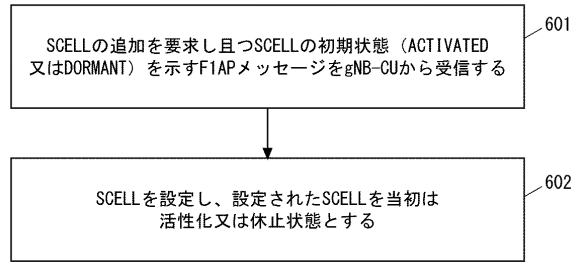 SCELLの追加を要求し且つSCELLの初期状態（ACTIVATED
又はDORMANT）を示すF1APメッセージをgNB-CUから受信する
601
SCELLを設定し、設定されたSCELLを当初は
活性化又は休止状態とする
602